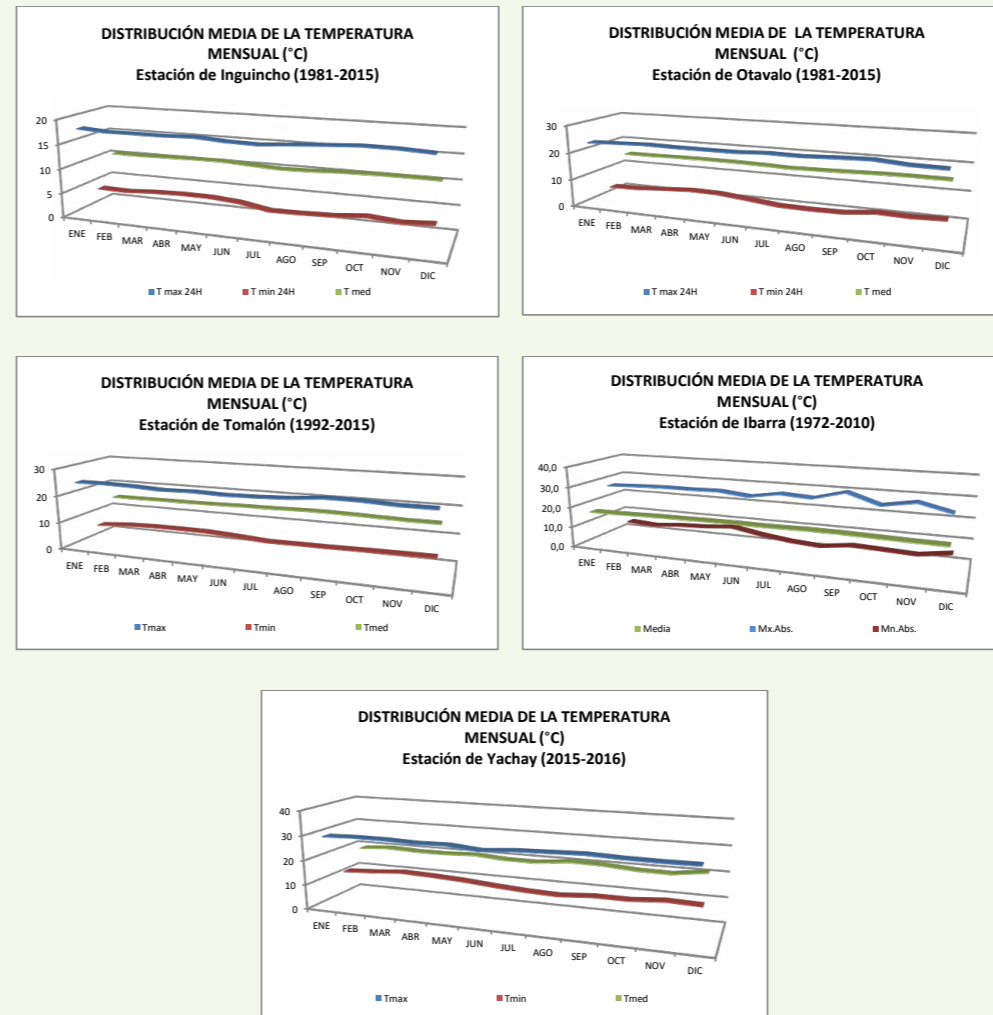 DISTRIBUCIÓN MEDIA DE LA TEMPERATURA
MENSUAL (°C)
Estación de Inguincho (1981-2015)
20
15
10
5
0
ENE FEB MAR ABR MAY JUN JUL AGO SEP OCT NOV DIC
T max 24H T min 24H T med
DISTRIBUCIÓN MEDIA DE LA TEMPERATURA
MENSUAL (°C)
Estación de Otavalo (1981-2015)
30
20
10
0
ENE FEB MAR ABR MAY JUN JUL AGO SEP OCT NOV DIC
T max 24H T min 24H T med
DISTRIBUCIÓN MEDIA DE LA TEMPERATURA
MENSUAL (°C)
Estación de Tomalón (1992-2015)
30
20
10
0
ENE FEB MAR ABR MAY JUN JUL AGO SEP OCT NOV DIC
Tmax Tmin Tmed
DISTRIBUCIÓN MEDIA DE LA TEMPERATURA
MENSUAL (°C)
Estación de Ibarra (1972-2010)
40,0
30,0
20,0
10,0
0,0
ENE FEB MAR ABR MAY JUN JUL AGO SEP OCT NOV DIC
Media Mx.Abs. Mn.Abs.
DISTRIBUCIÓN MEDIA DE LA TEMPERATURA
MENSUAL (°C)
Estación de Yachay (2015-2016)
40
30
20
10
0
ENE FEB MAR ABR MAY JUN JUL AGO SEP OCT NOV DIC
Tmax Tmin Tmed